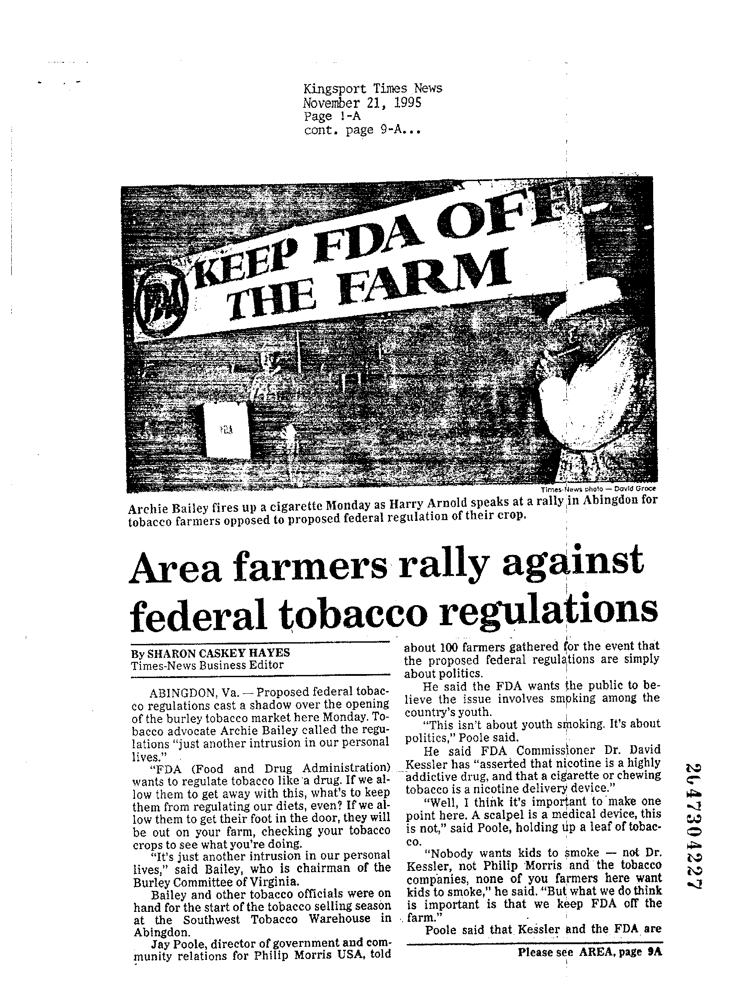 Kingsport Times News
November 21, 1995
Page 1-A
cont. page 9-A...
KEEP FDA OFF
THE FARM
FDA
FDA
Times-News photo — David Groce
Archie Bailey fires up a cigarette Monday as Harry Arnold speaks at a rally in Abingdon for
tobacco farmers opposed to proposed federal regulation of their crop.
Area farmers rally against
federal tobacco regulations
By SHARON CASKEY HAYES
Times-News Business Editor
ABINGDON, Va. — Proposed federal tobac-
co regulations cast a shadow over the opening
of the burley tobacco market here Monday. To-
bacco advocate Archie Bailey called the regu-
lations “just another intrusion in our personal
lives.”
“FDA (Food and Drug Administration)
wants to regulate tobacco like a drug. If we al-
low them to get away with this, what's to keep
them from regulating our diets, even? If we al-
low them to get their foot in the door, they will
be out on your farm, checking your tobacco
crops to see what you're doing.
“It's just another intrusion in our personal
lives,” said Bailey, who is chairman of the
Burley Committee of Virginia.
Bailey and other tobacco officials were on
hand for the start of the tobacco selling season
at the Southwest Tobacco Warehouse in
Abingdon.
Jay Poole, director of government and com-
munity relations for Philip Morris USA, told
about 100 farmers gathered for the event that
the proposed federal regulations are simply
about politics.
He said the FDA wants the public to be-
lieve the issue involves smoking among the
country's youth.
“This isn't about youth smoking. It's about
politics,” Poole said.
He said FDA Commissioner Dr. David
Kessler has “asserted that nicotine is a highly
addictive drug, and that a cigarette or chewing
tobacco is a nicotine delivery device.”
“Well, I think it's important to make one
point here. A scalpel is a medical device, this
is not,” said Poole, holding up a leaf of tobac-
co.
“Nobody wants kids to smoke — not Dr.
Kessler, not Philip Morris and the tobacco
companies, none of you farmers here want
kids to smoke,” he said. “But what we do think
is important is that we keep FDA off the
farm.”
Poole said that Kessler and the FDA are
Please see AREA, page 9A
2047304227